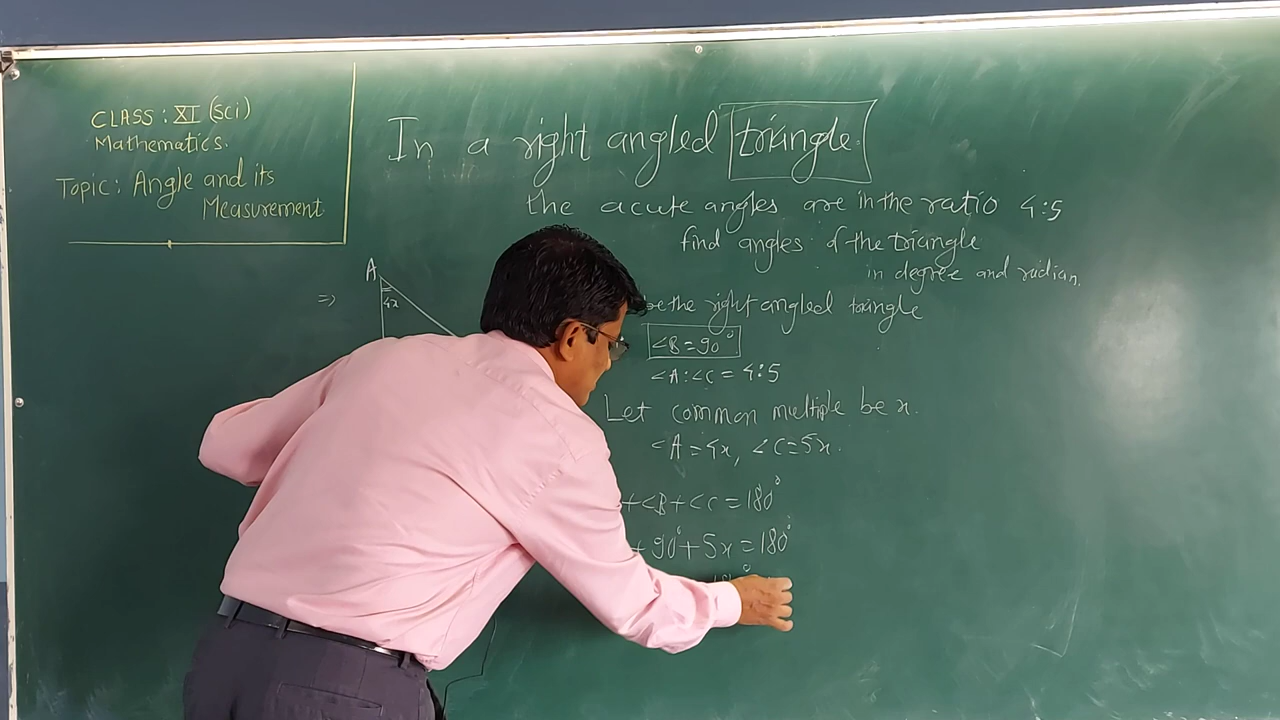 CLASS : XI (Sci)
Mathematics.
Topic: Angle and its
Measurement
In a right angled triangle.
the acute angles are in the ratio 4:5
find angles of the triangle
in degree and radian.
A
4x
⇒
be the right angled triangle
∠B = 90°
∠A:∠C = 4:5
Let common multiple be x.
∠A = 4x, ∠C = 5x.
+∠B+∠C = 180°
+ 90° + 5x = 180°